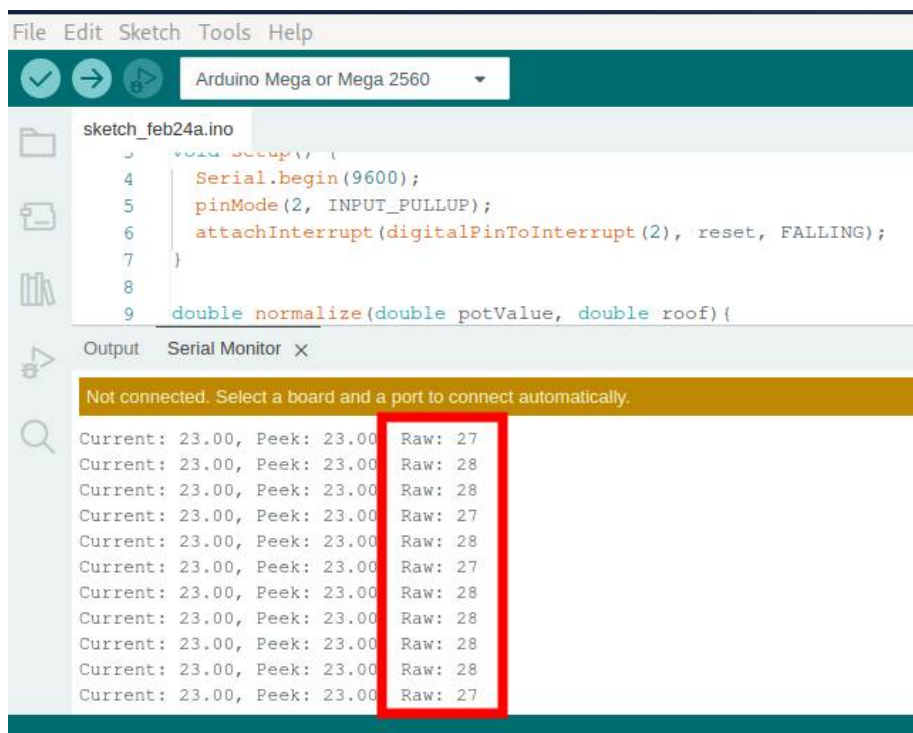 File Edit Sketch Tools Help
Arduino Mega or Mega 2560
sketch_feb24a.ino
3 void setup() {
4 Serial.begin(9600);
5 pinMode(2, INPUT_PULLUP);
6 attachInterrupt(digitalPinToInterrupt(2), reset, FALLING);
7 }
8
9 double normalize(double potValue, double roof){
Output Serial Monitor ×
Not connected. Select a board and a port to connect automatically.
Current: 23.00, Peek: 23.00 Raw: 27
Current: 23.00, Peek: 23.00 Raw: 28
Current: 23.00, Peek: 23.00 Raw: 28
Current: 23.00, Peek: 23.00 Raw: 27
Current: 23.00, Peek: 23.00 Raw: 28
Current: 23.00, Peek: 23.00 Raw: 27
Current: 23.00, Peek: 23.00 Raw: 28
Current: 23.00, Peek: 23.00 Raw: 28
Current: 23.00, Peek: 23.00 Raw: 28
Current: 23.00, Peek: 23.00 Raw: 28
Current: 23.00, Peek: 23.00 Raw: 27